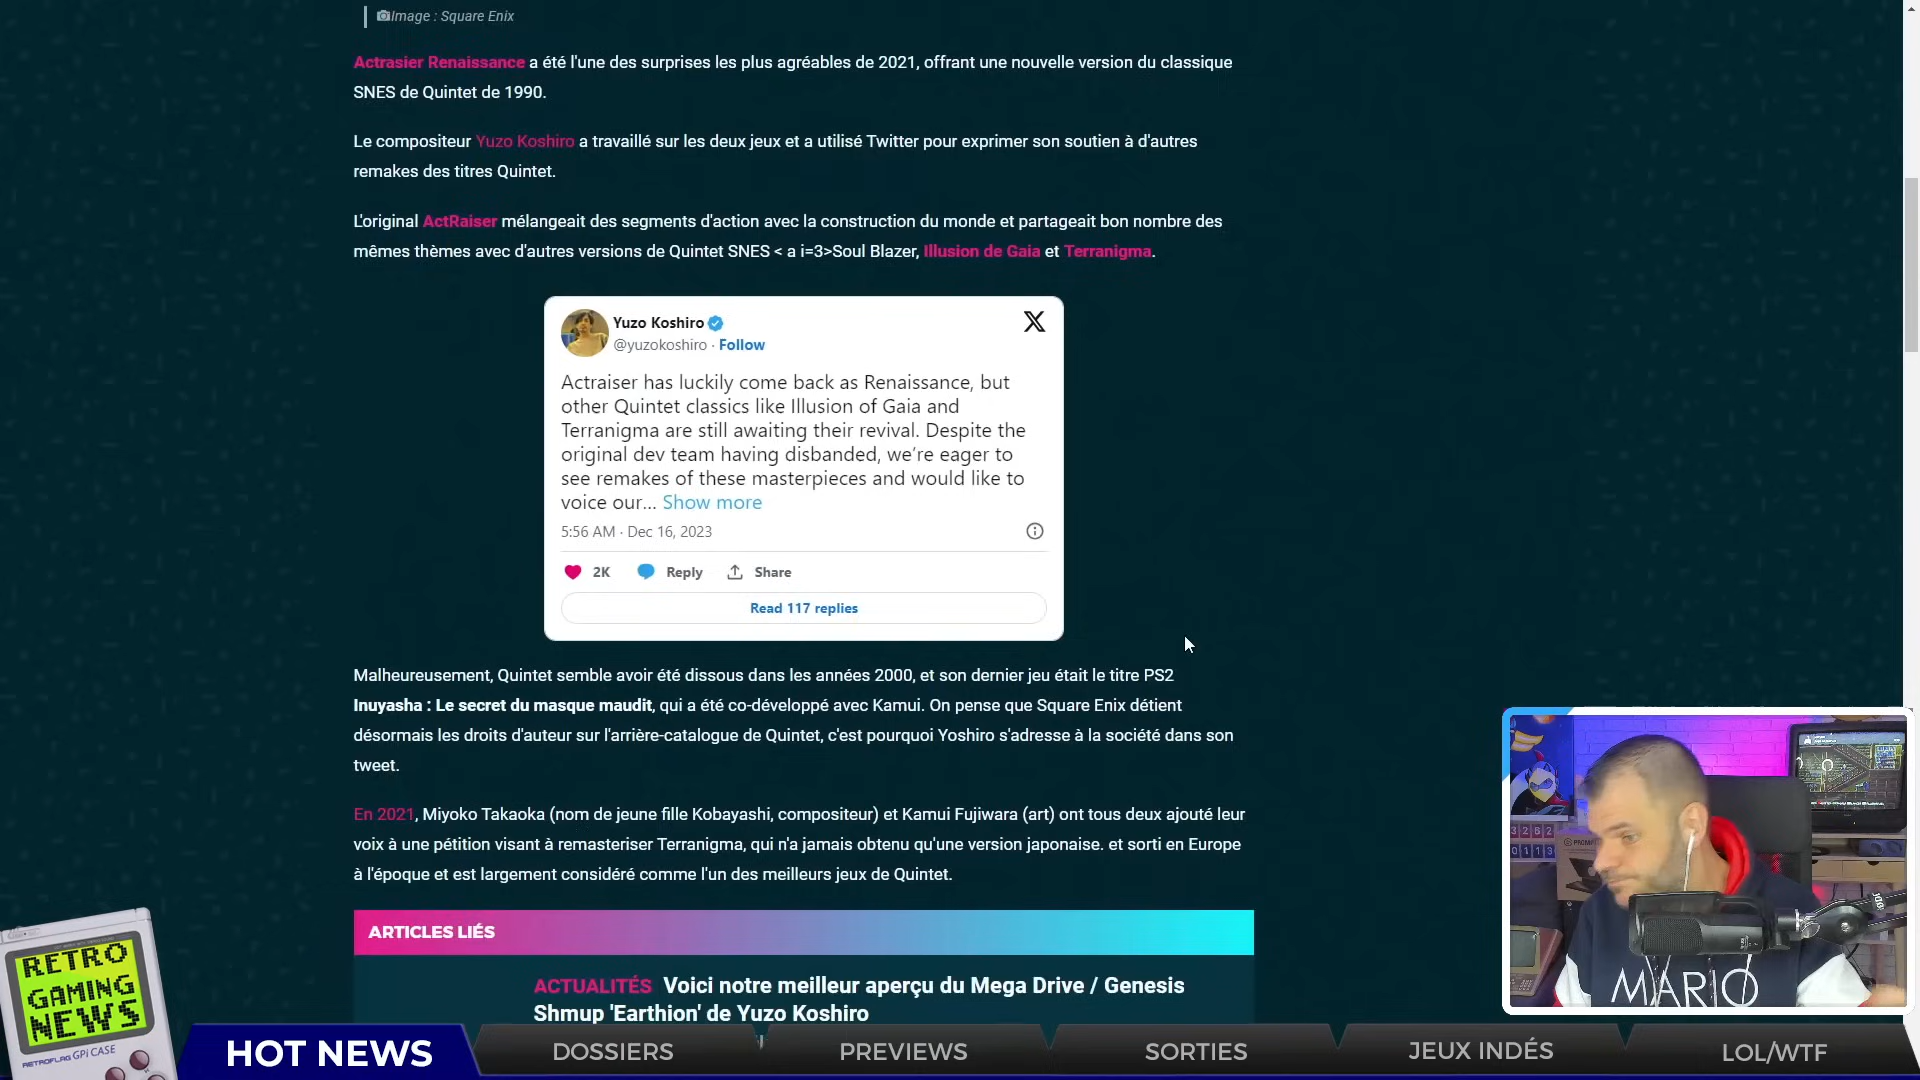 Image : Square Enix
Actrasier Renaissance a été l'une des surprises les plus agréables de 2021, offrant une nouvelle version du classique
SNES de Quintet de 1990.
Le compositeur Yuzo Koshiro a travaillé sur les deux jeux et a utilisé Twitter pour exprimer son soutien à d'autres
remakes des titres Quintet.
L'original ActRaiser mélangeait des segments d'action avec la construction du monde et partageait bon nombre des
mêmes thèmes avec d'autres versions de Quintet SNES < a i=3>Soul Blazer, Illusion de Gaia et Terranigma.
Yuzo Koshiro
@yuzokoshiro · Follow
Actraiser has luckily come back as Renaissance, but
other Quintet classics like Illusion of Gaia and
Terranigma are still awaiting their revival. Despite the
original dev team having disbanded, we're eager to
see remakes of these masterpieces and would like to
voice our... Show more
5:56 AM · Dec 16, 2023
2K Reply Share
Read 117 replies
Malheureusement, Quintet semble avoir été dissous dans les années 2000, et son dernier jeu était le titre PS2
Inuyasha : Le secret du masque maudit, qui a été co-développé avec Kamui. On pense que Square Enix détient
désormais les droits d'auteur sur l'arrière-catalogue de Quintet, c'est pourquoi Yoshiro s'adresse à la société dans son
tweet.
En 2021, Miyoko Takaoka (nom de jeune fille Kobayashi, compositeur) et Kamui Fujiwara (art) ont tous deux ajouté leur
voix à une pétition visant à remasteriser Terranigma, qui n'a jamais obtenu qu'une version japonaise. et sorti en Europe
à l'époque et est largement considéré comme l'un des meilleurs jeux de Quintet.
ARTICLES LIÉS
ACTUALITÉS Voici notre meilleur aperçu du Mega Drive / Genesis
Shmup 'Earthion' de Yuzo Koshiro
MARIO
RETRO
GAMING
NEWS
RETROFLAG GPi CASE
HOT NEWS
DOSSIERS
PREVIEWS
SORTIES
JEUX INDÉS
LOL/WTF